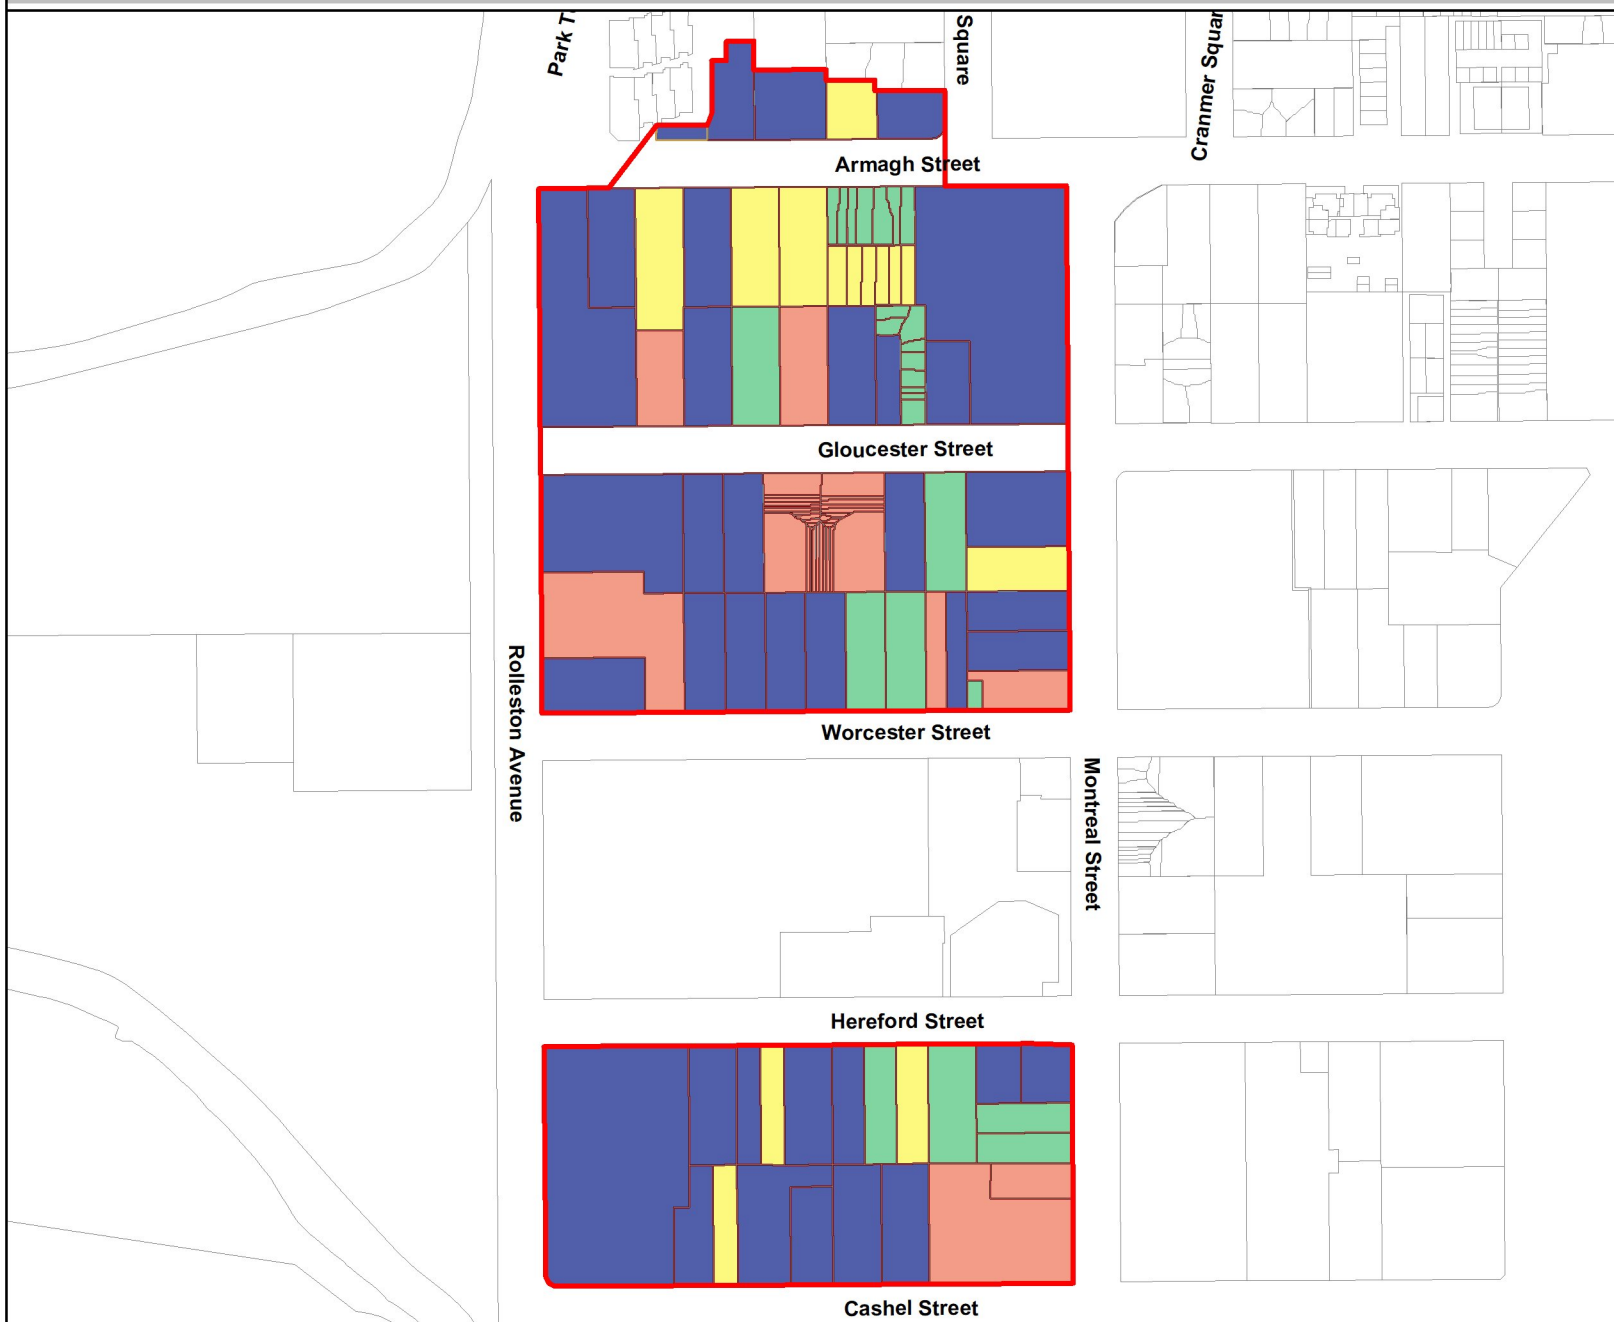 Park T
Square
Cranmer Squar
Armagh Street
Gloucester Street
Rolleston Avenue
Worcester Street
Montreal Street
Hereford Street
Cashel Street